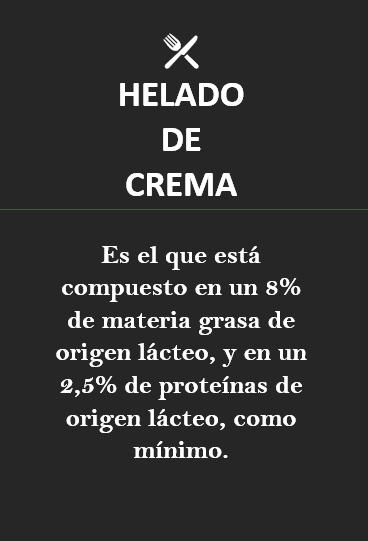 HELADO
DE
CREMA
Es el que está
compuesto en un 8%
de materia grasa de
origen lácteo, y en un
2,5% de proteínas de
origen lácteo, como
mínimo.